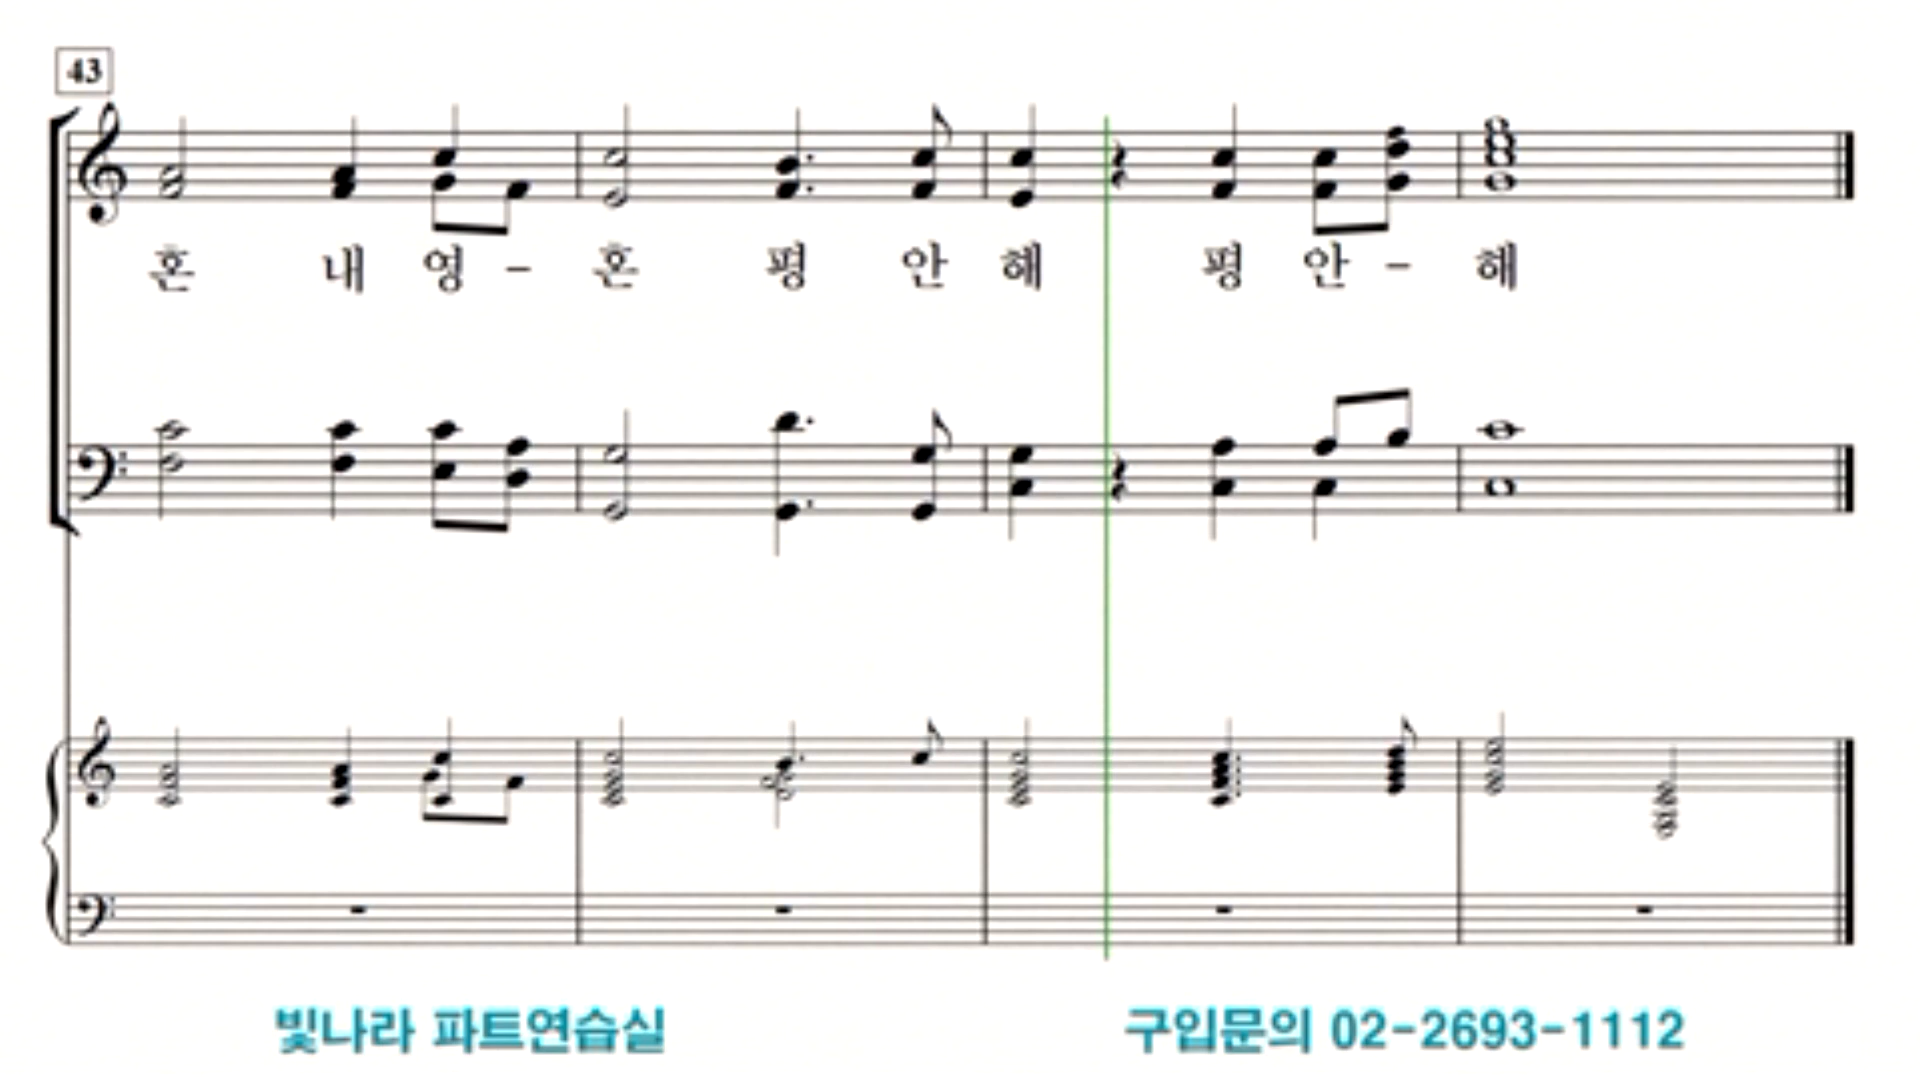 43
혼 내 영 - 혼 평 안 해 평 안 - 해
빛나라 파트연습실 구입문의 02-2693-1112